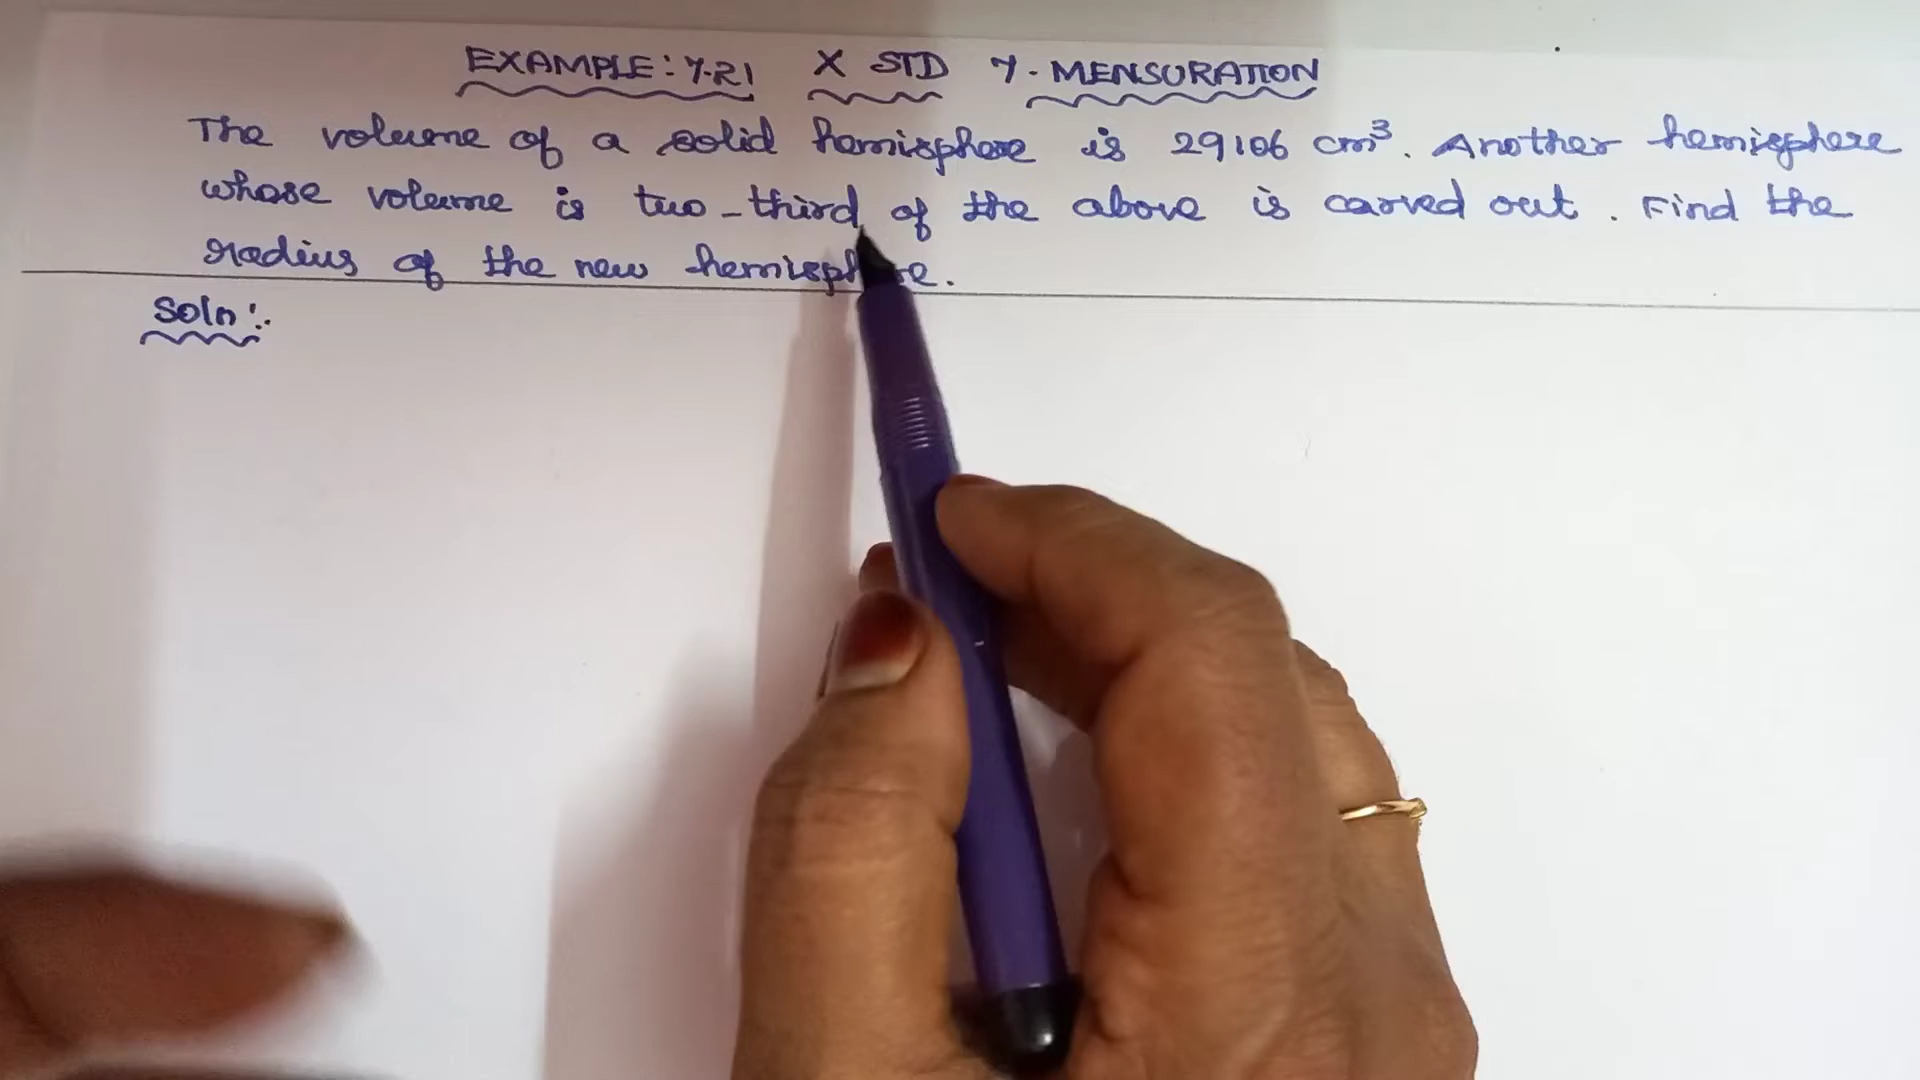 EXAMPLE: 7.21 X STD 7. MENSURATION
The volume of a solid hemisphere is 29106 cm³. Another hemisphere
whose volume is two-third of the above is carved out. Find the
radius of the new hemisphere.
Soln: